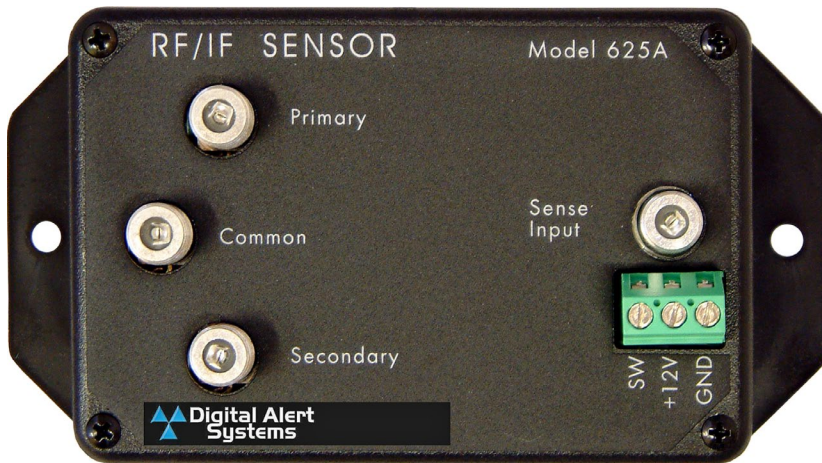 RF/IF SENSOR
Model 625A
Primary
Common
Sense
Input
Secondary
SW
+12V
GND
Digital Alert
Systems